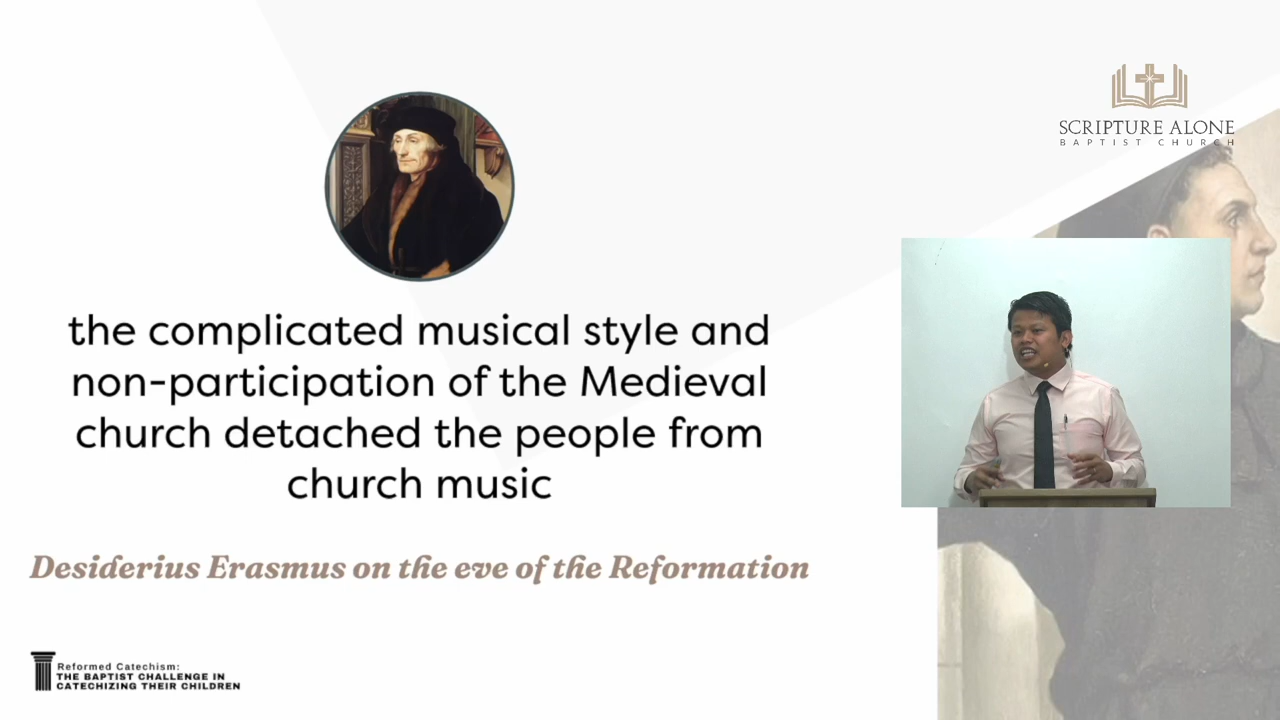 SCRIPTURE ALONE
BAPTIST CHURCH
the complicated musical style and
non-participation of the Medieval
church detached the people from
church music
Desiderius Erasmus on the eve of the Reformation
Reformed Catechism:
THE BAPTIST CHALLENGE IN
CATECHIZING THEIR CHILDREN